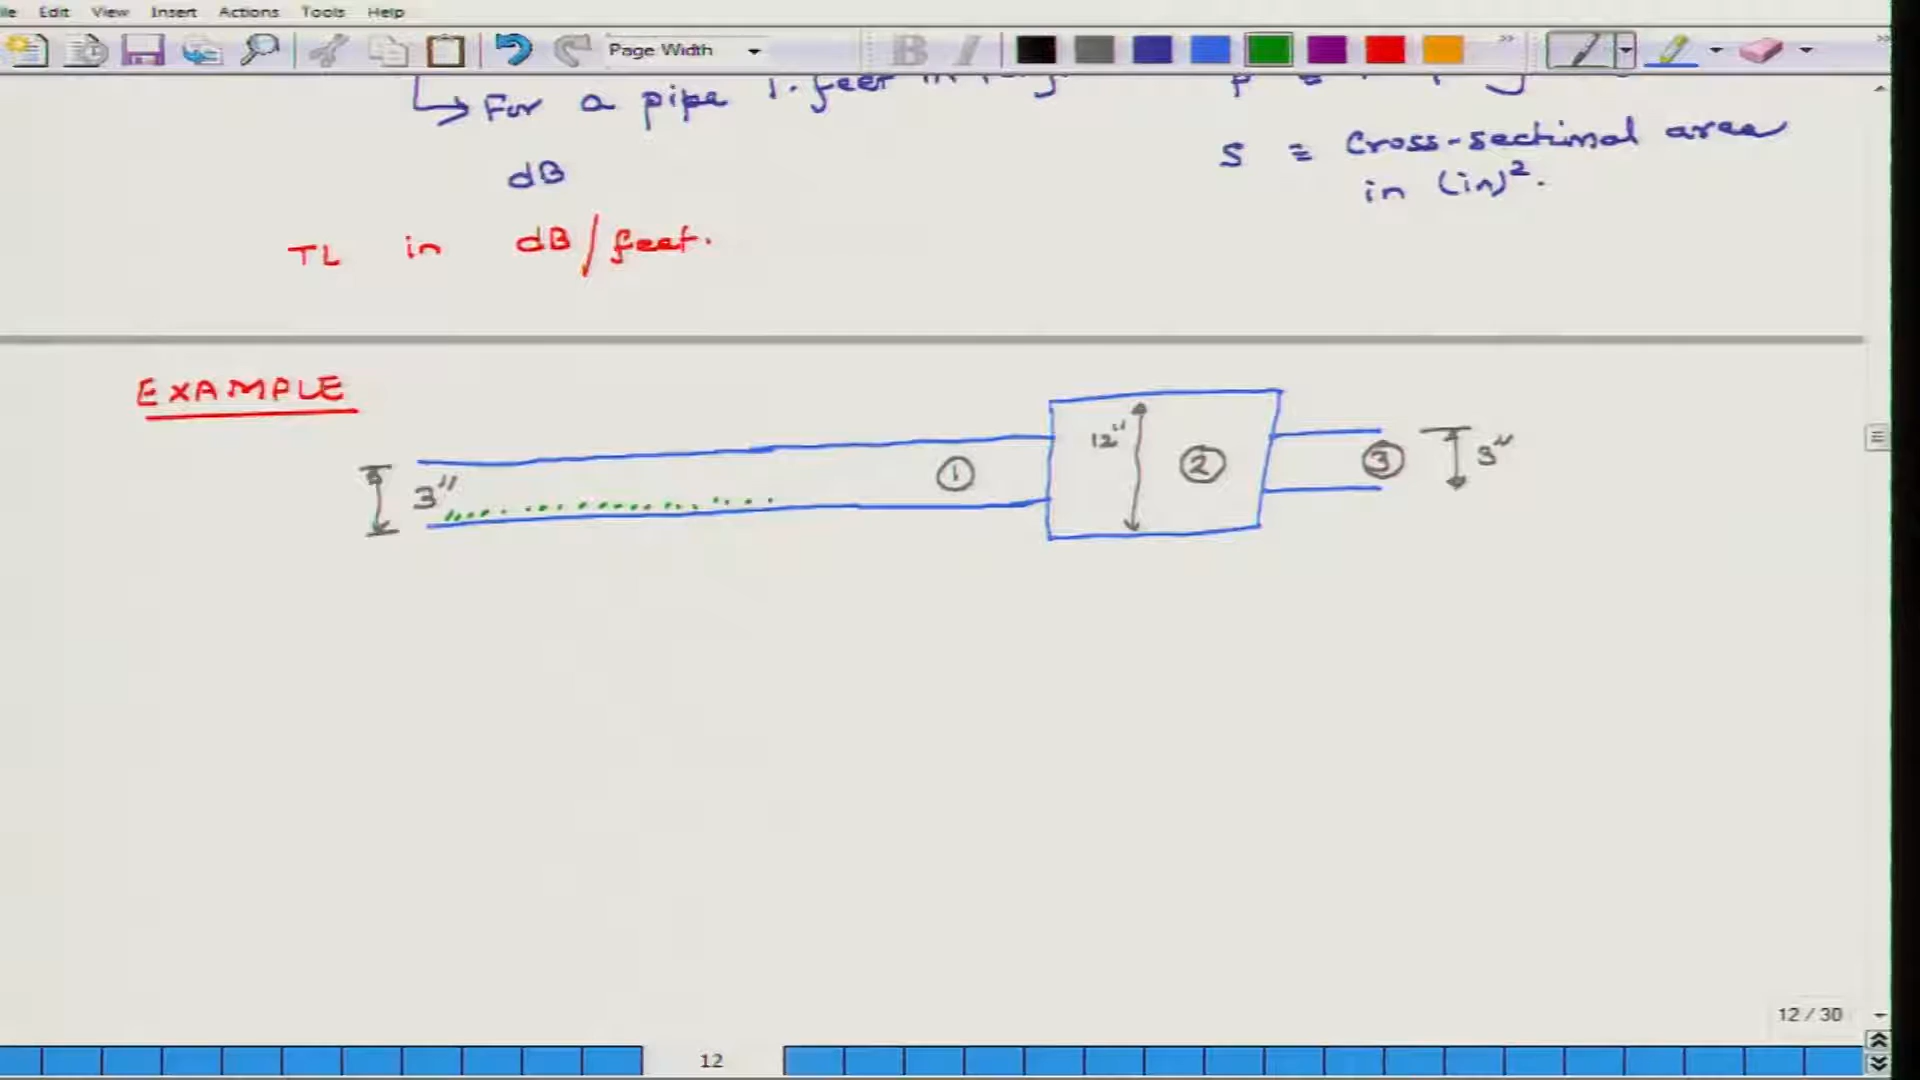 Edit View Insert Actions Tools Help
Page Width
B I
For a pipe 1. feet in
dB
S ≡ Cross-sectional area
in (in)².
TL in dB/feet.
EXAMPLE
3" 1 12" 2 3 3"
12 / 30
12